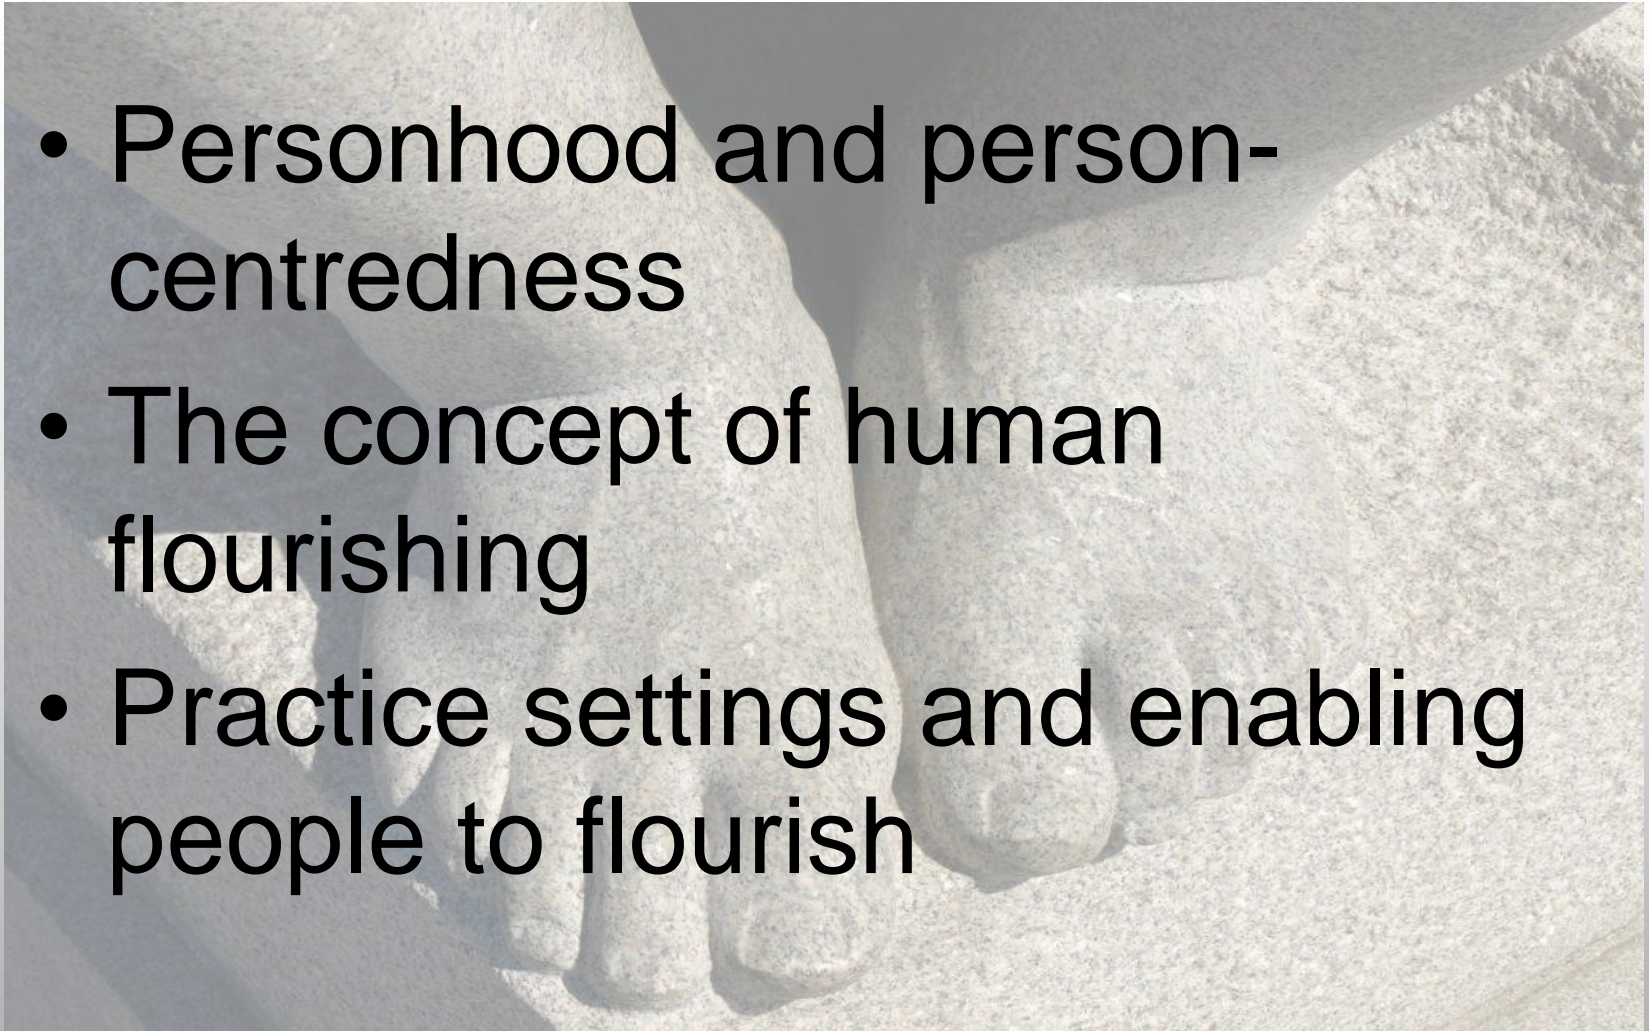 • Personhood and person-
centredness
• The concept of human
flourishing
• Practice settings and enabling
people to flourish